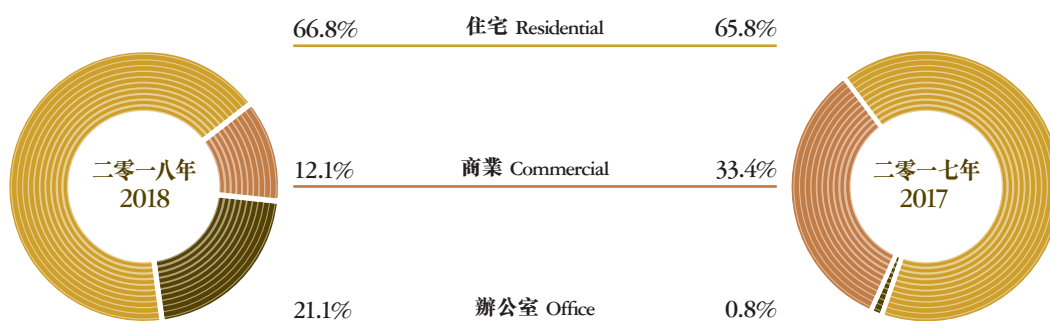 66.8% 住宅 Residential 65.8%
二零一八年
2018
12.1% 商業 Commercial 33.4%
二零一七年
2017
21.1% 辦公室 Office 0.8%